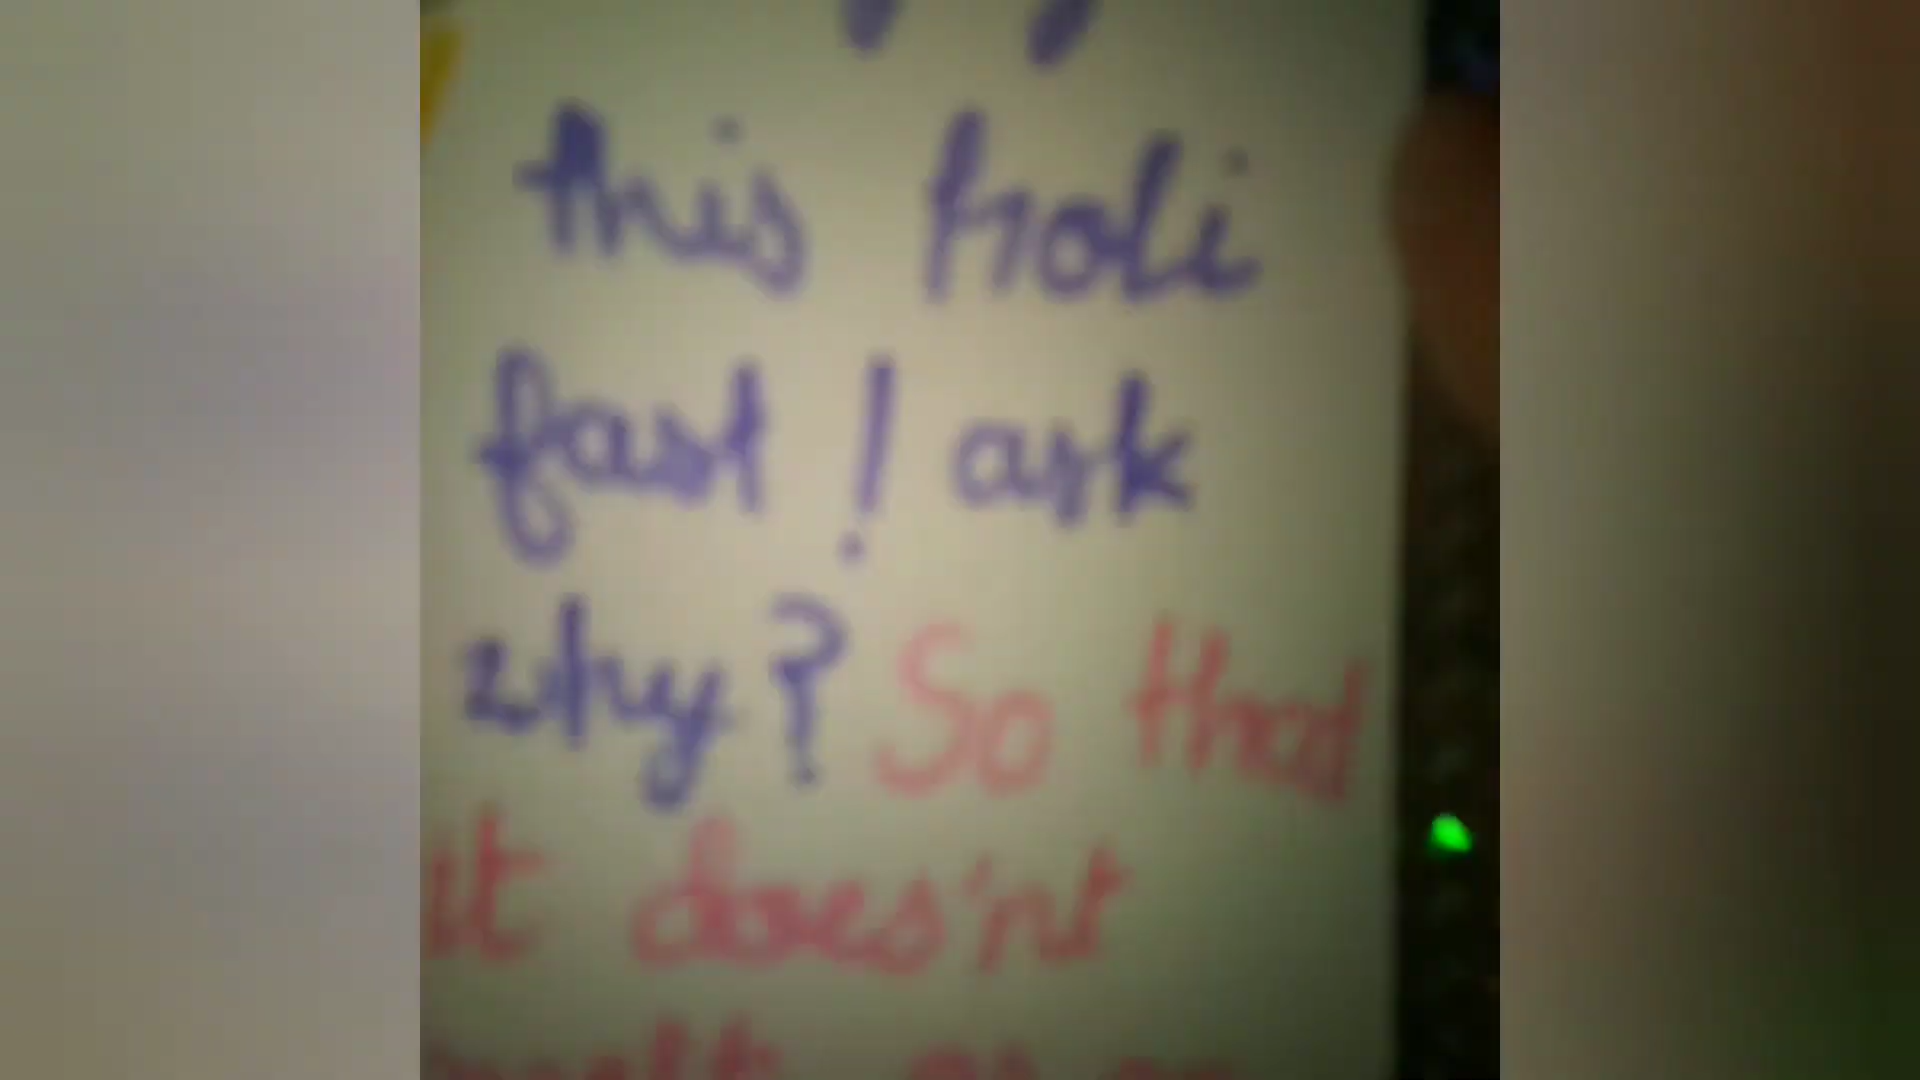 this Holi
fast! ask
why? So that
it does'nt